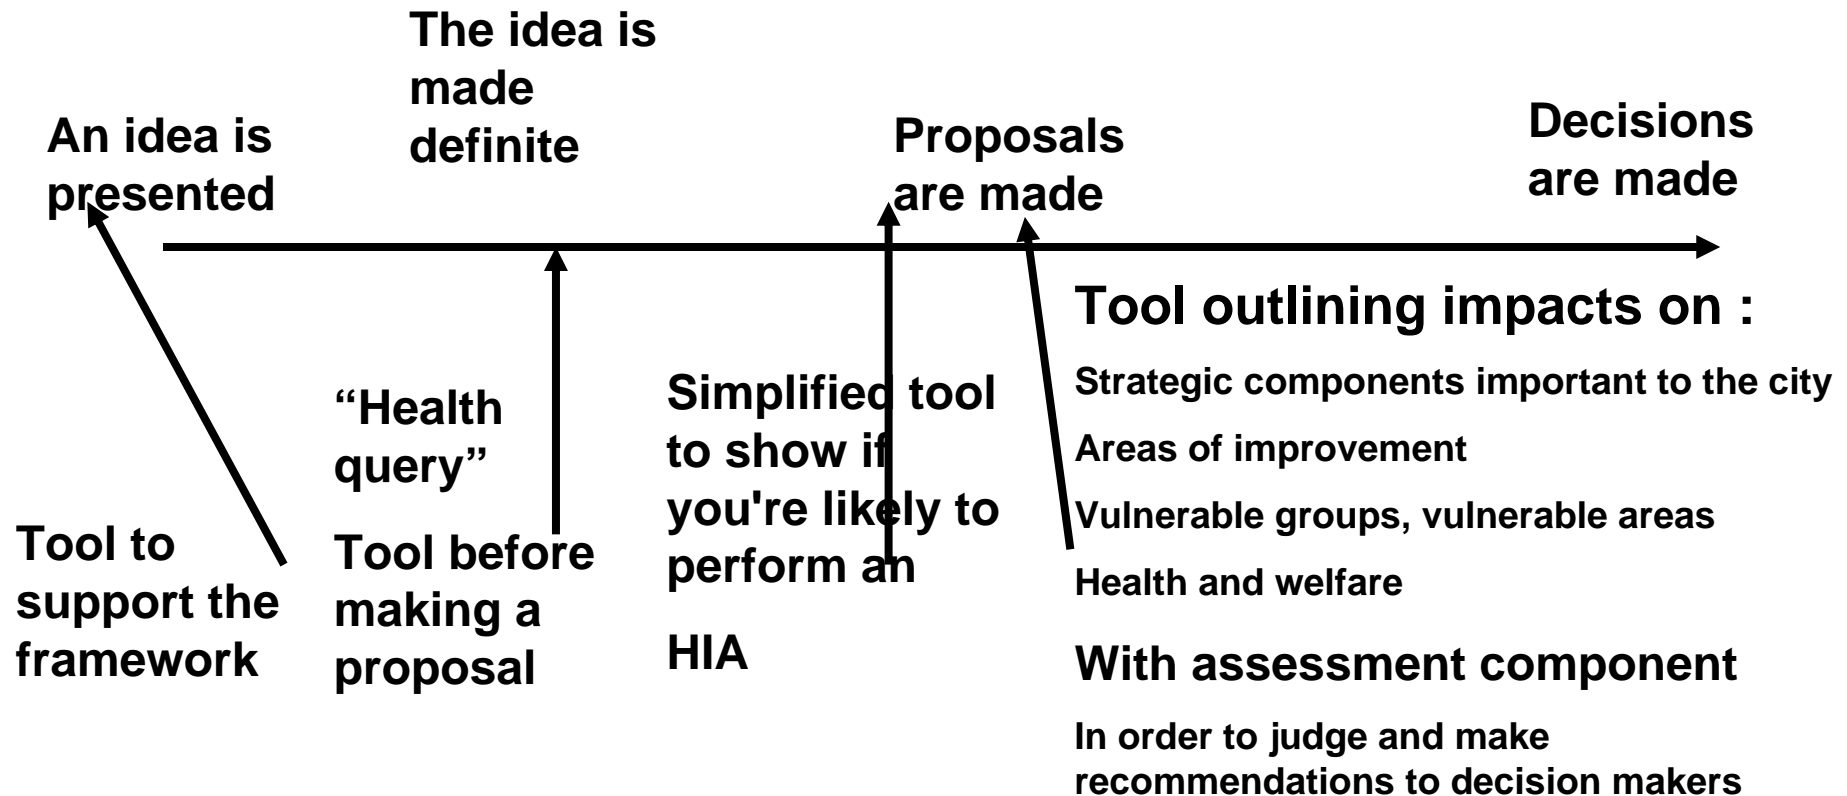 The idea is
made
definite
An idea is
presented
Proposals
are made
Decisions
are made
Tool to
support the
framework
“Health
query”
Tool before
making a
proposal
Simplified tool
to show if
you're likely to
perform an
HIA
Tool outlining impacts on :
Strategic components important to the city
Areas of improvement
Vulnerable groups, vulnerable areas
Health and welfare
With assessment component
In order to judge and make
recommendations to decision makers